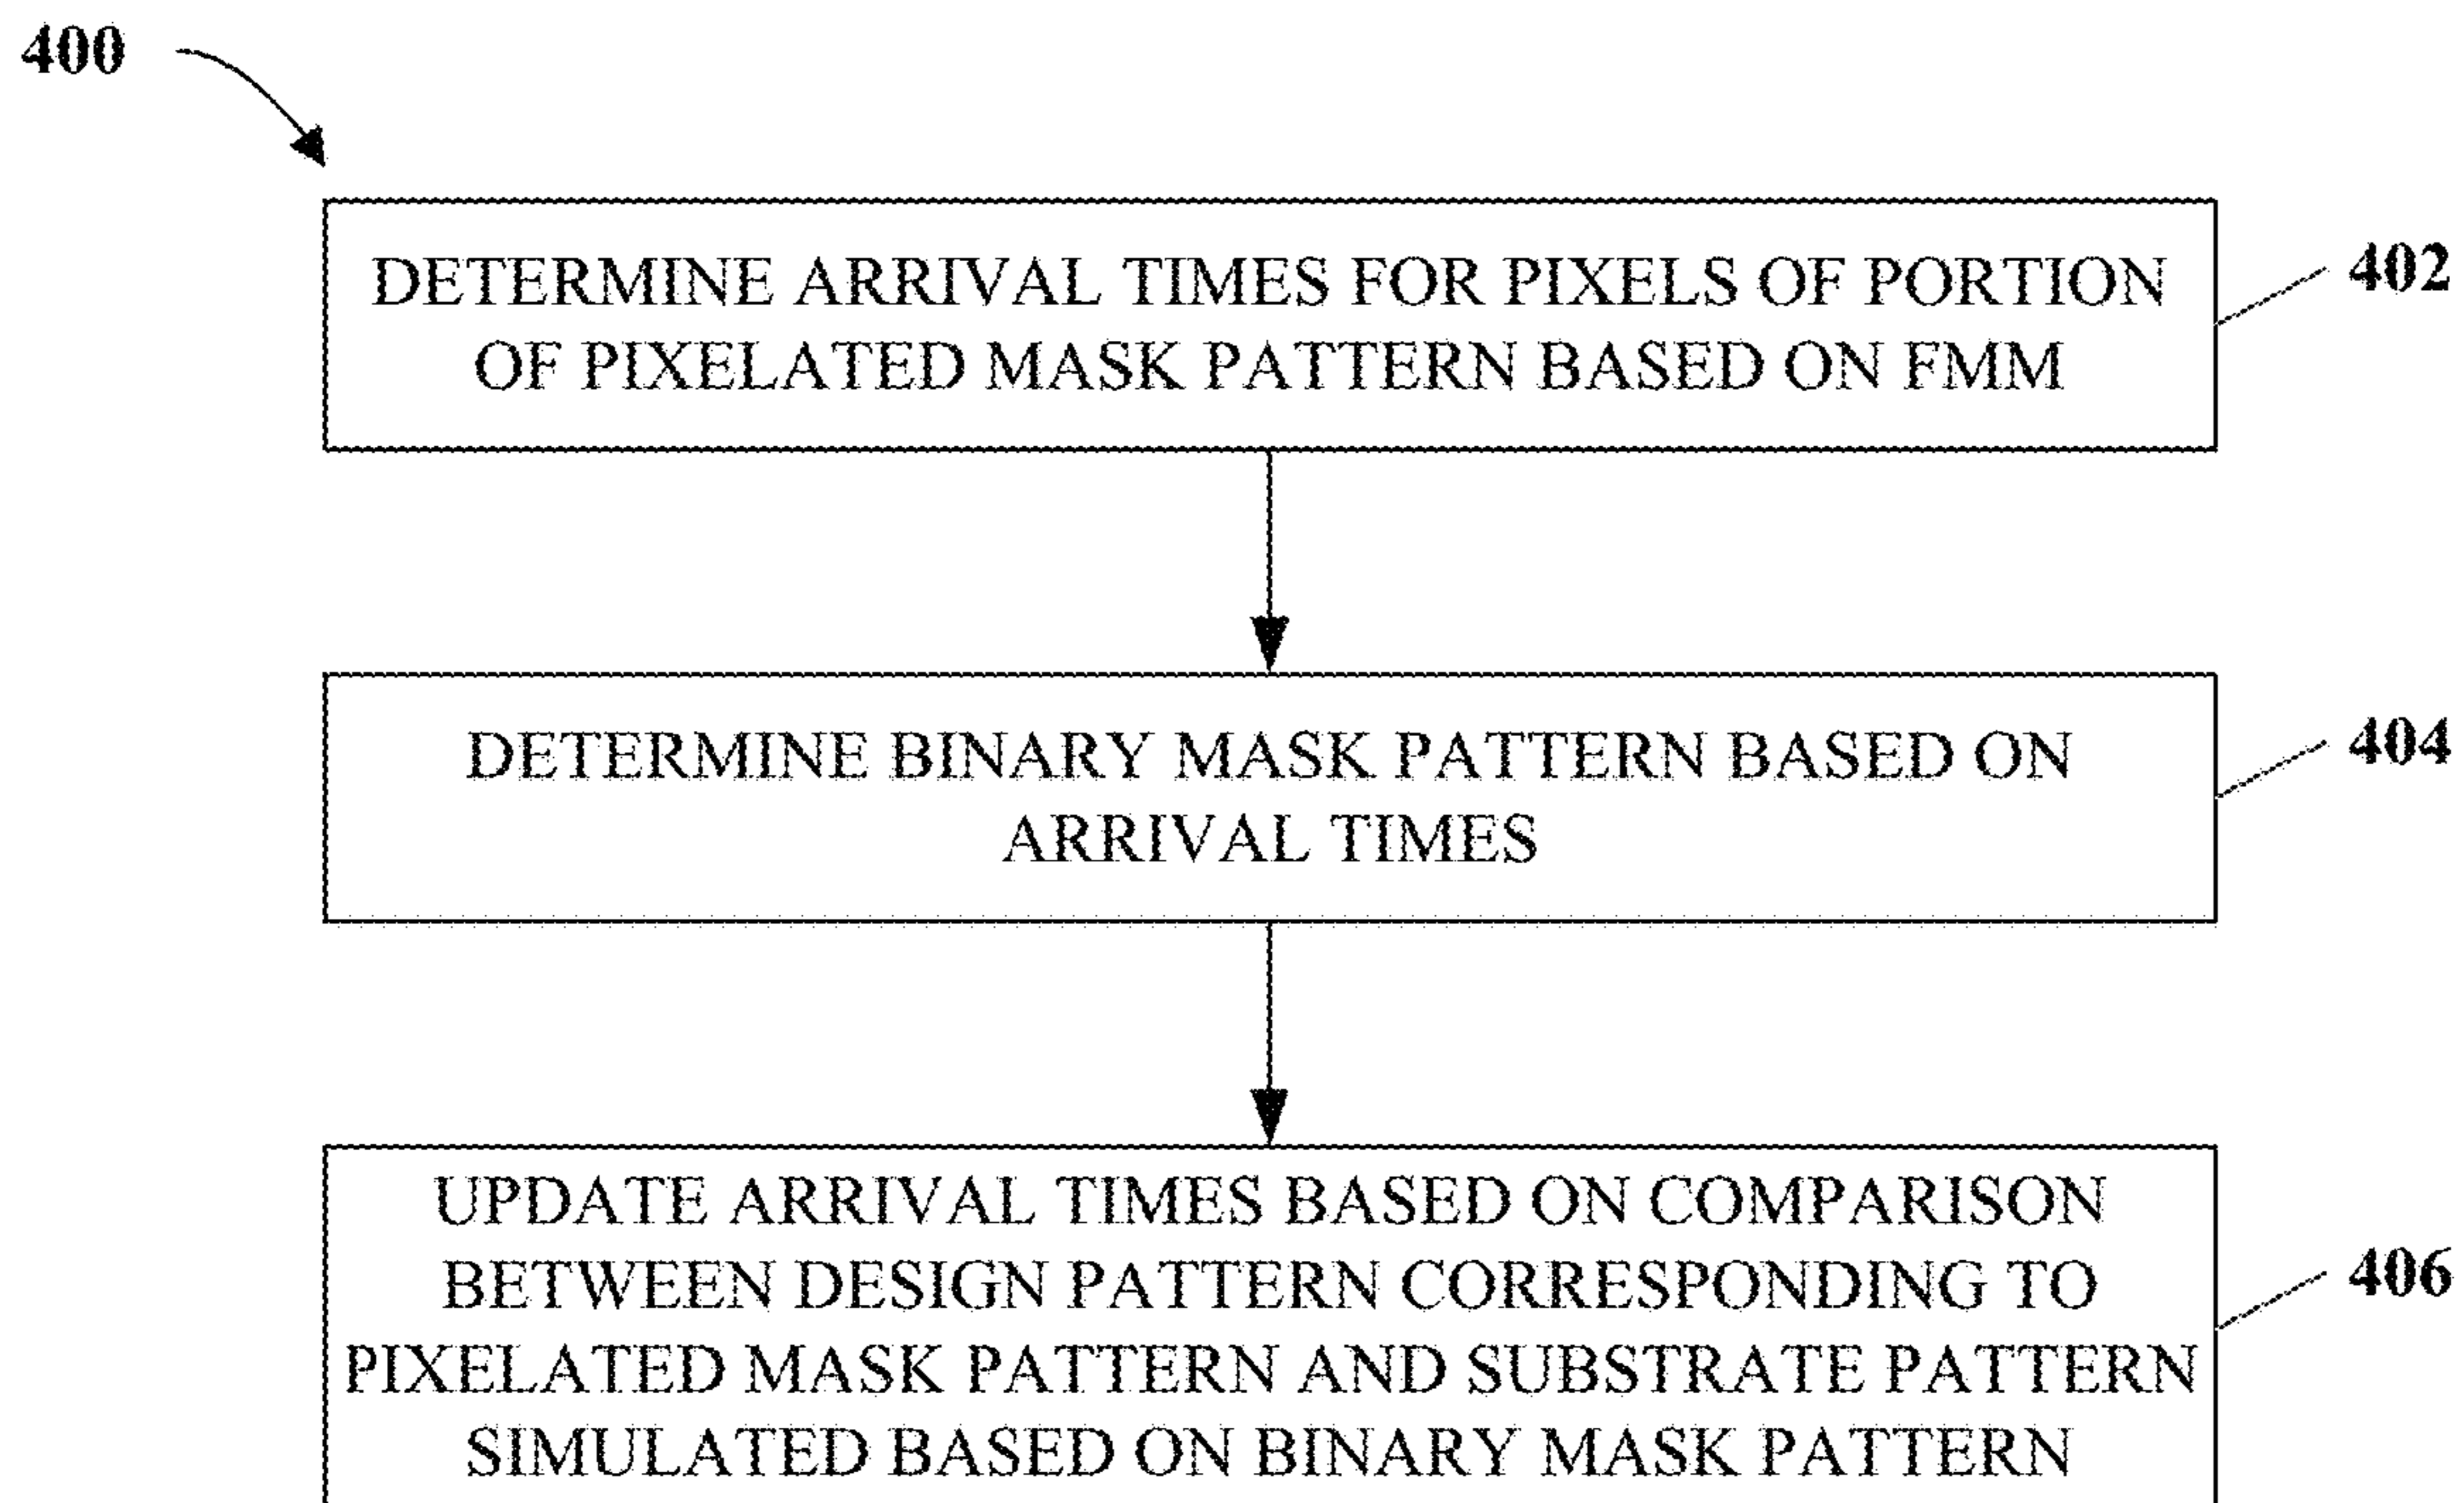 400
DETERMINE ARRIVAL TIMES FOR PIXELS OF PORTION
OF PIXELATED MASK PATTERN BASED ON FMM
402
DETERMINE BINARY MASK PATTERN BASED ON
ARRIVAL TIMES
404
UPDATE ARRIVAL TIMES BASED ON COMPARISON
BETWEEN DESIGN PATTERN CORRESPONDING TO
PIXELATED MASK PATTERN AND SUBSTRATE PATTERN
SIMULATED BASED ON BINARY MASK PATTERN
406